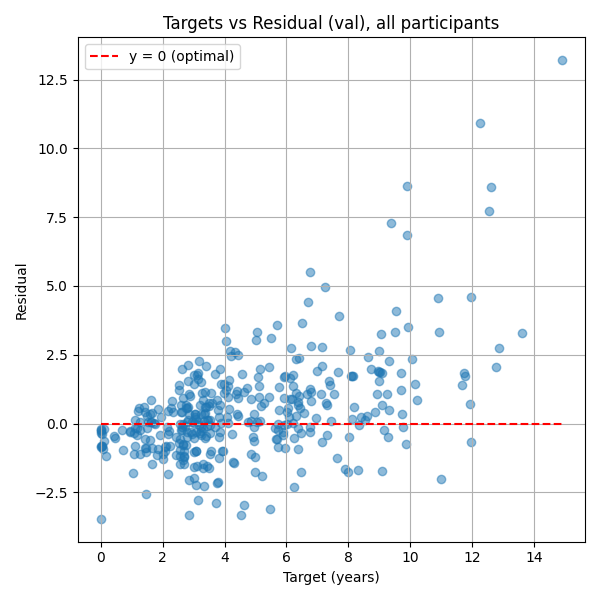 Targets vs Residual (val), all participants
y = 0 (optimal)
12.5
10.0
7.5
5.0
2.5
0.0
−2.5
Residual
0 2 4 6 8 10 12 14
Target (years)